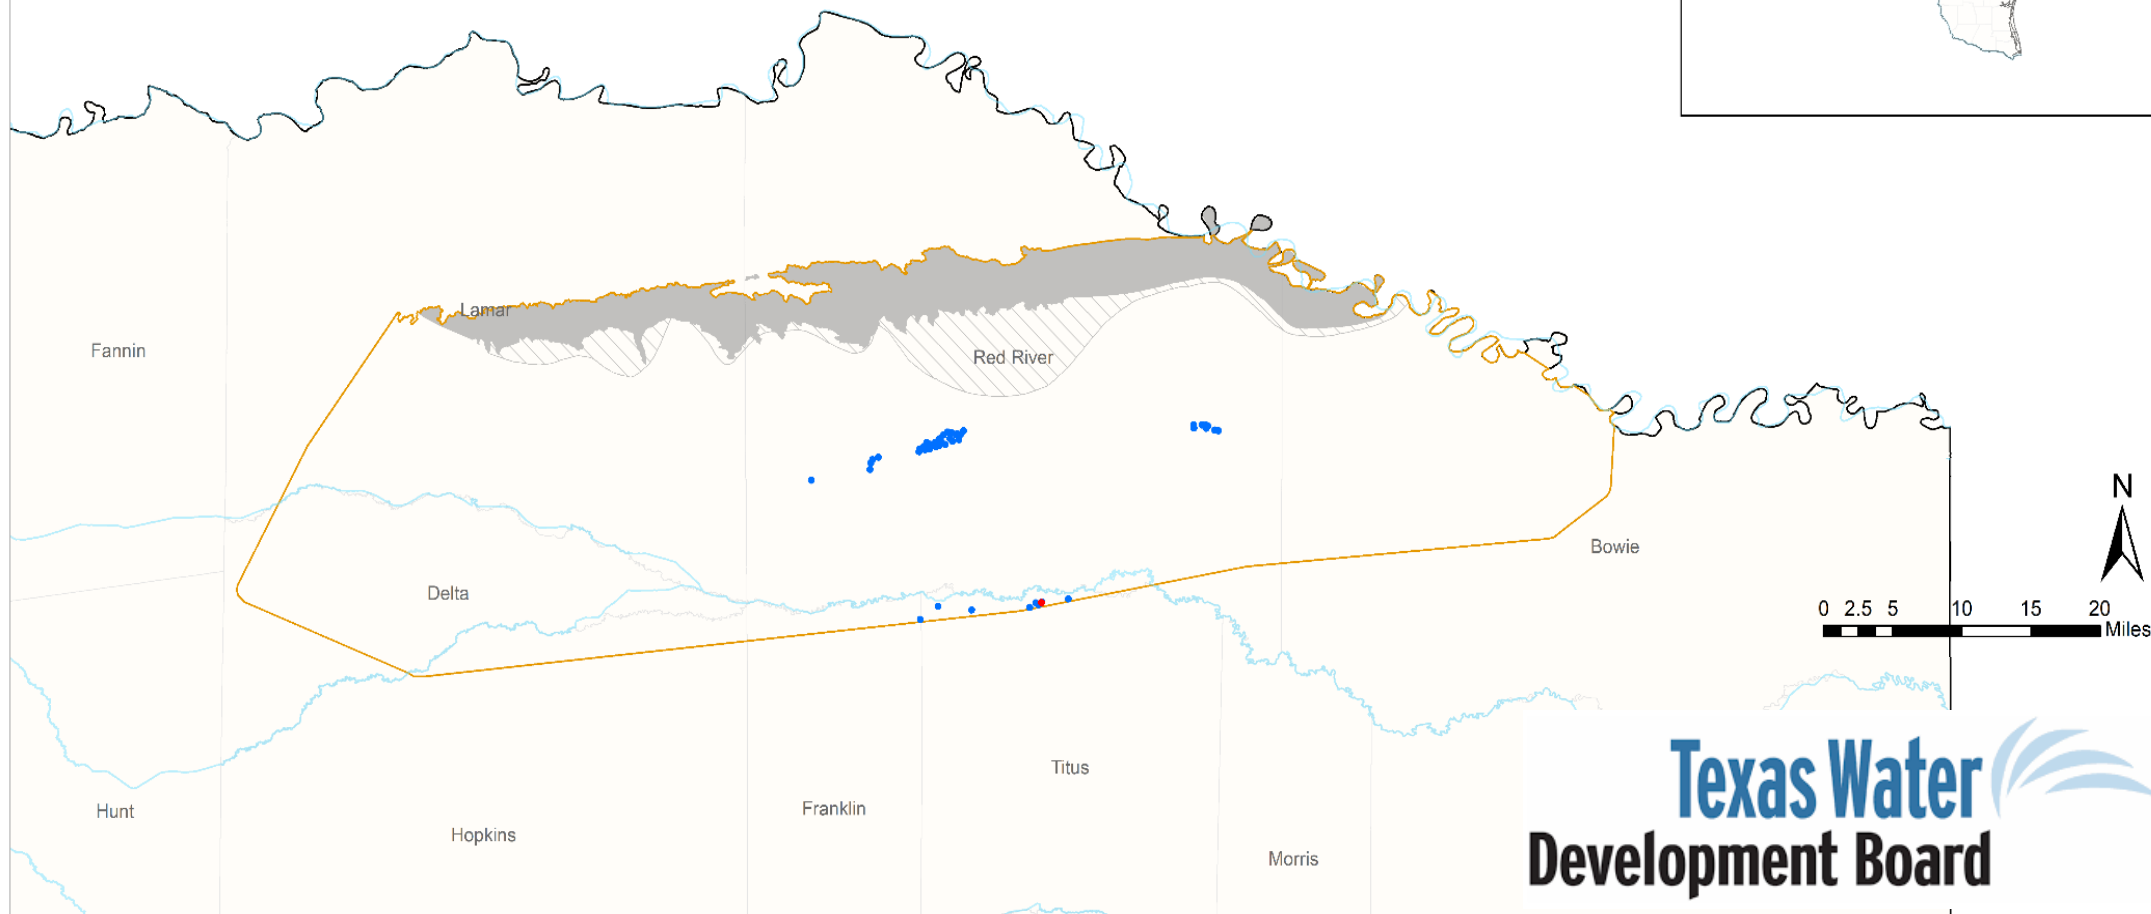 Lamar
Fannin
Red River
N
Bowie
Delta
0 2.5 5 10 15 20
Miles
Titus
Hunt
Franklin
Hopkins
Morris
Texas Water
Development Board